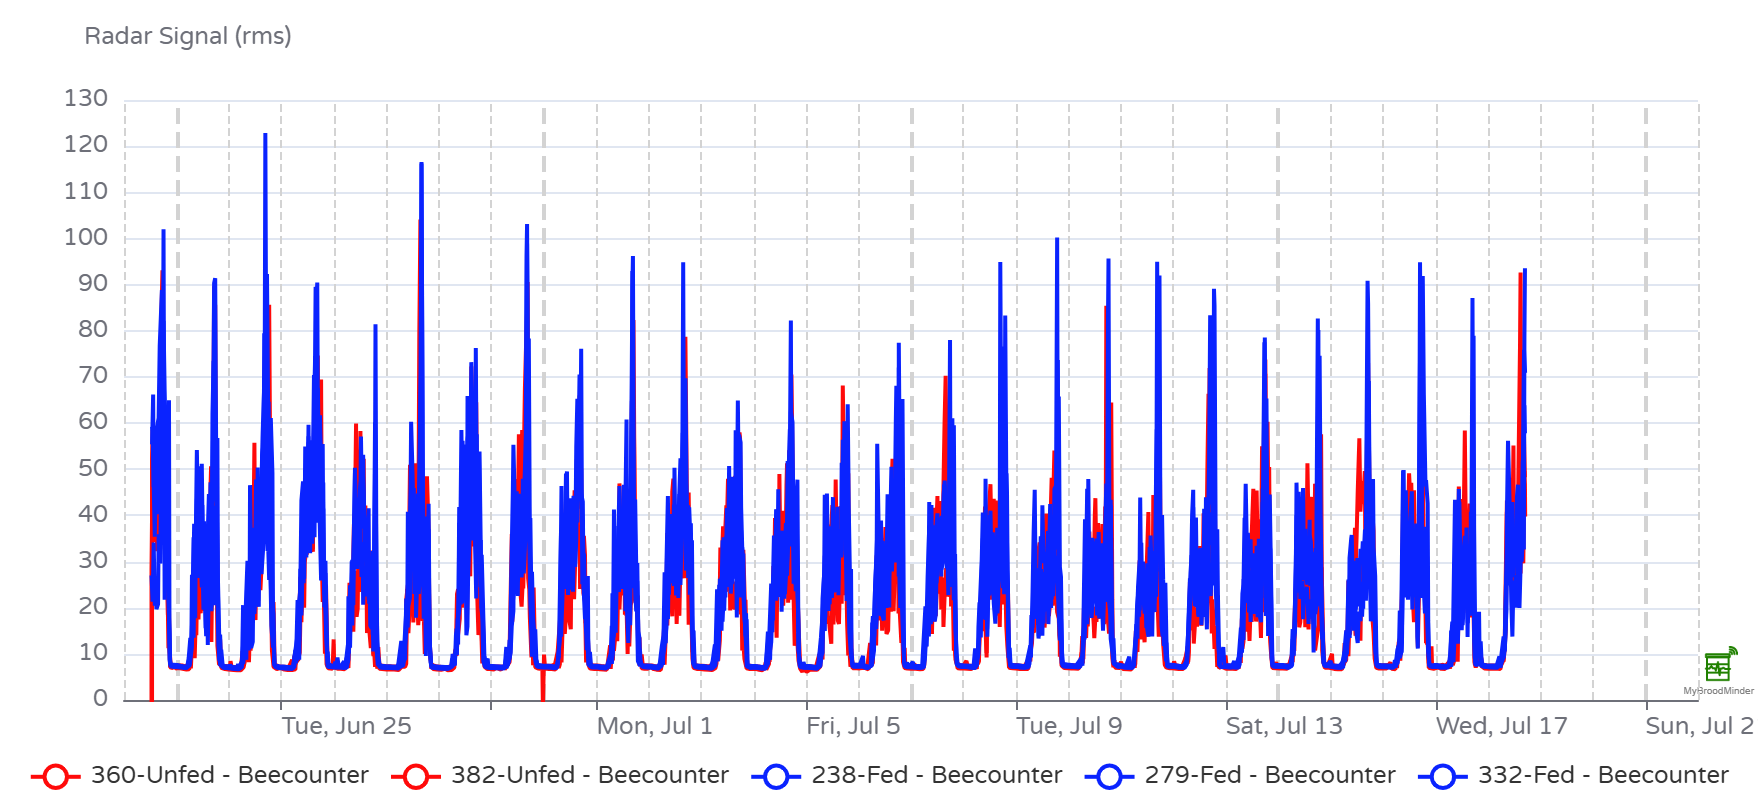 Radar Signal (rms)
130
120
110
100
90
80
70
60
50
40
30
20
10
0
Tue, Jun 25
Mon, Jul 1
Fri, Jul 5
Tue, Jul 9
Sat, Jul 13
Wed, Jul 17
Sun, Jul 2
MyBroodMinder
360-Unfed - Beecounter
382-Unfed - Beecounter
238-Fed - Beecounter
279-Fed - Beecounter
332-Fed - Beecounter